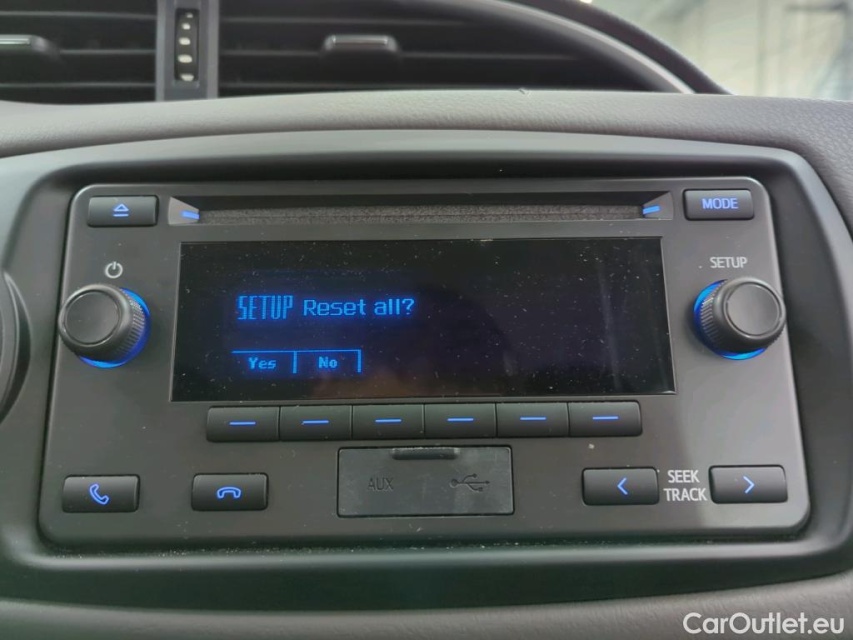 MODE
SETUP
SETUP Reset all?
Yes No
AUX
SEEK
TRACK
CarOutlet.eu